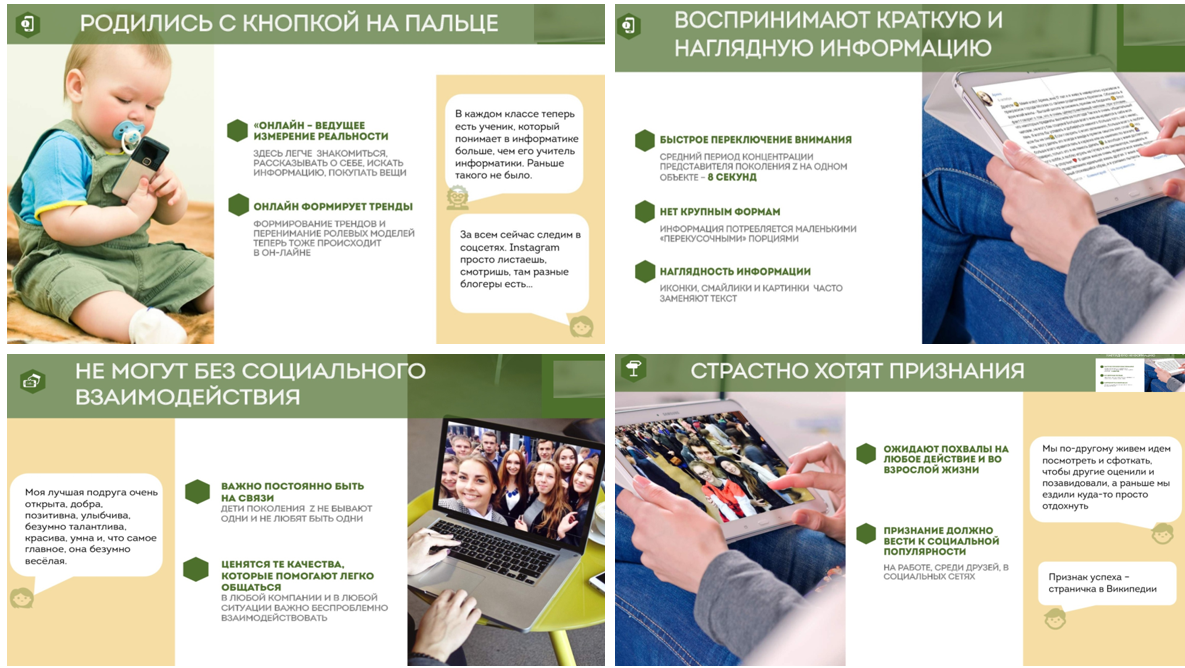 РОДИЛИСЬ С КНОПКОЙ НА ПАЛЬЦЕ
«ОНЛАЙН – ВЕДУЩЕЕ
ИЗМЕРЕНИЕ РЕАЛЬНОСТИ
ЗДЕСЬ ЛЕГЧЕ ЗНАКОМИТЬСЯ,
РАССКАЗЫВАТЬ О СЕБЕ, ИСКАТЬ
ИНФОРМАЦИЮ, ПОКУПАТЬ ВЕЩИ
ОНЛАЙН ФОРМИРУЕТ ТРЕНДЫ
ФОРМИРОВАНИЕ ТРЕНДОВ И
ПЕРЕНИМАНИЕ РОЛЕВЫХ МОДЕЛЕЙ
ТЕПЕРЬ ТОЖЕ ПРОИСХОДИТ
В ОН-ЛАЙНЕ
В каждом классе теперь
есть ученик, который
понимает в информатике
больше, чем его учитель
информатики. Раньше
такого не было.
За всем сейчас следим в
соцсетях. Instagram
просто листаешь,
смотришь, там разные
блогеры есть...
ВОСПРИНИМАЮТ КРАТКУЮ И
НАГЛЯДНУЮ ИНФОРМАЦИЮ
БЫСТРОЕ ПЕРЕКЛЮЧЕНИЕ ВНИМАНИЯ
СРЕДНИЙ ПЕРИОД КОНЦЕНТРАЦИИ
ПРЕДСТАВИТЕЛЯ ПОКОЛЕНИЯ Z НА ОДНОМ
ОБЪЕКТЕ – 8 СЕКУНД
НЕТ КРУПНЫМ ФОРМАМ
ИНФОРМАЦИЯ ПОТРЕБЛЯЕТСЯ МАЛЕНЬКИМИ
«ПЕРЕКУСОЧНЫМИ» ПОРЦИЯМИ
НАГЛЯДНОСТЬ ИНФОРМАЦИИ
ИКОНКИ, СМАЙЛИКИ И КАРТИНКИ ЧАСТО
ЗАМЕНЯЮТ ТЕКСТ
НЕ МОГУТ БЕЗ СОЦИАЛЬНОГО
ВЗАИМОДЕЙСТВИЯ
Моя лучшая подруга очень
открыта, добра,
позитивна, улыбчива,
безумно талантлива,
красива, умна и, что самое
главное, она безумно
весёлая.
ВАЖНО ПОСТОЯННО БЫТЬ
НА СВЯЗИ
ДЕТИ ПОКОЛЕНИЯ Z НЕ БЫВАЮТ
ОДНИ И НЕ ЛЮБЯТ БЫТЬ ОДНИ
ЦЕНЯТСЯ ТЕ КАЧЕСТВА,
КОТОРЫЕ ПОМОГАЮТ ЛЕГКО
ОБЩАТЬСЯ
В ЛЮБОЙ КОМПАНИИ И В ЛЮБОЙ
СИТУАЦИИ ВАЖНО БЕСПРОБЛЕМНО
ВЗАИМОДЕЙСТВОВАТЬ
СТРАСТНО ХОТЯТ ПРИЗНАНИЯ
ОЖИДАЮТ ПОХВАЛЫ НА
ЛЮБОЕ ДЕЙСТВИЕ И ВО
ВЗРОСЛОЙ ЖИЗНИ
ПРИЗНАНИЕ ДОЛЖНО
ВЕСТИ К СОЦИАЛЬНОЙ
ПОПУЛЯРНОСТИ
НА РАБОТЕ, СРЕДИ ДРУЗЕЙ, В
СОЦИАЛЬНЫХ СЕТЯХ
Мы по-другому живем идем
посмотреть и сфоткать,
чтобы другие оценили и
позавидовали, а раньше мы
ездили куда-то просто
отдохнуть
Признак успеха –
страничка в Википедии